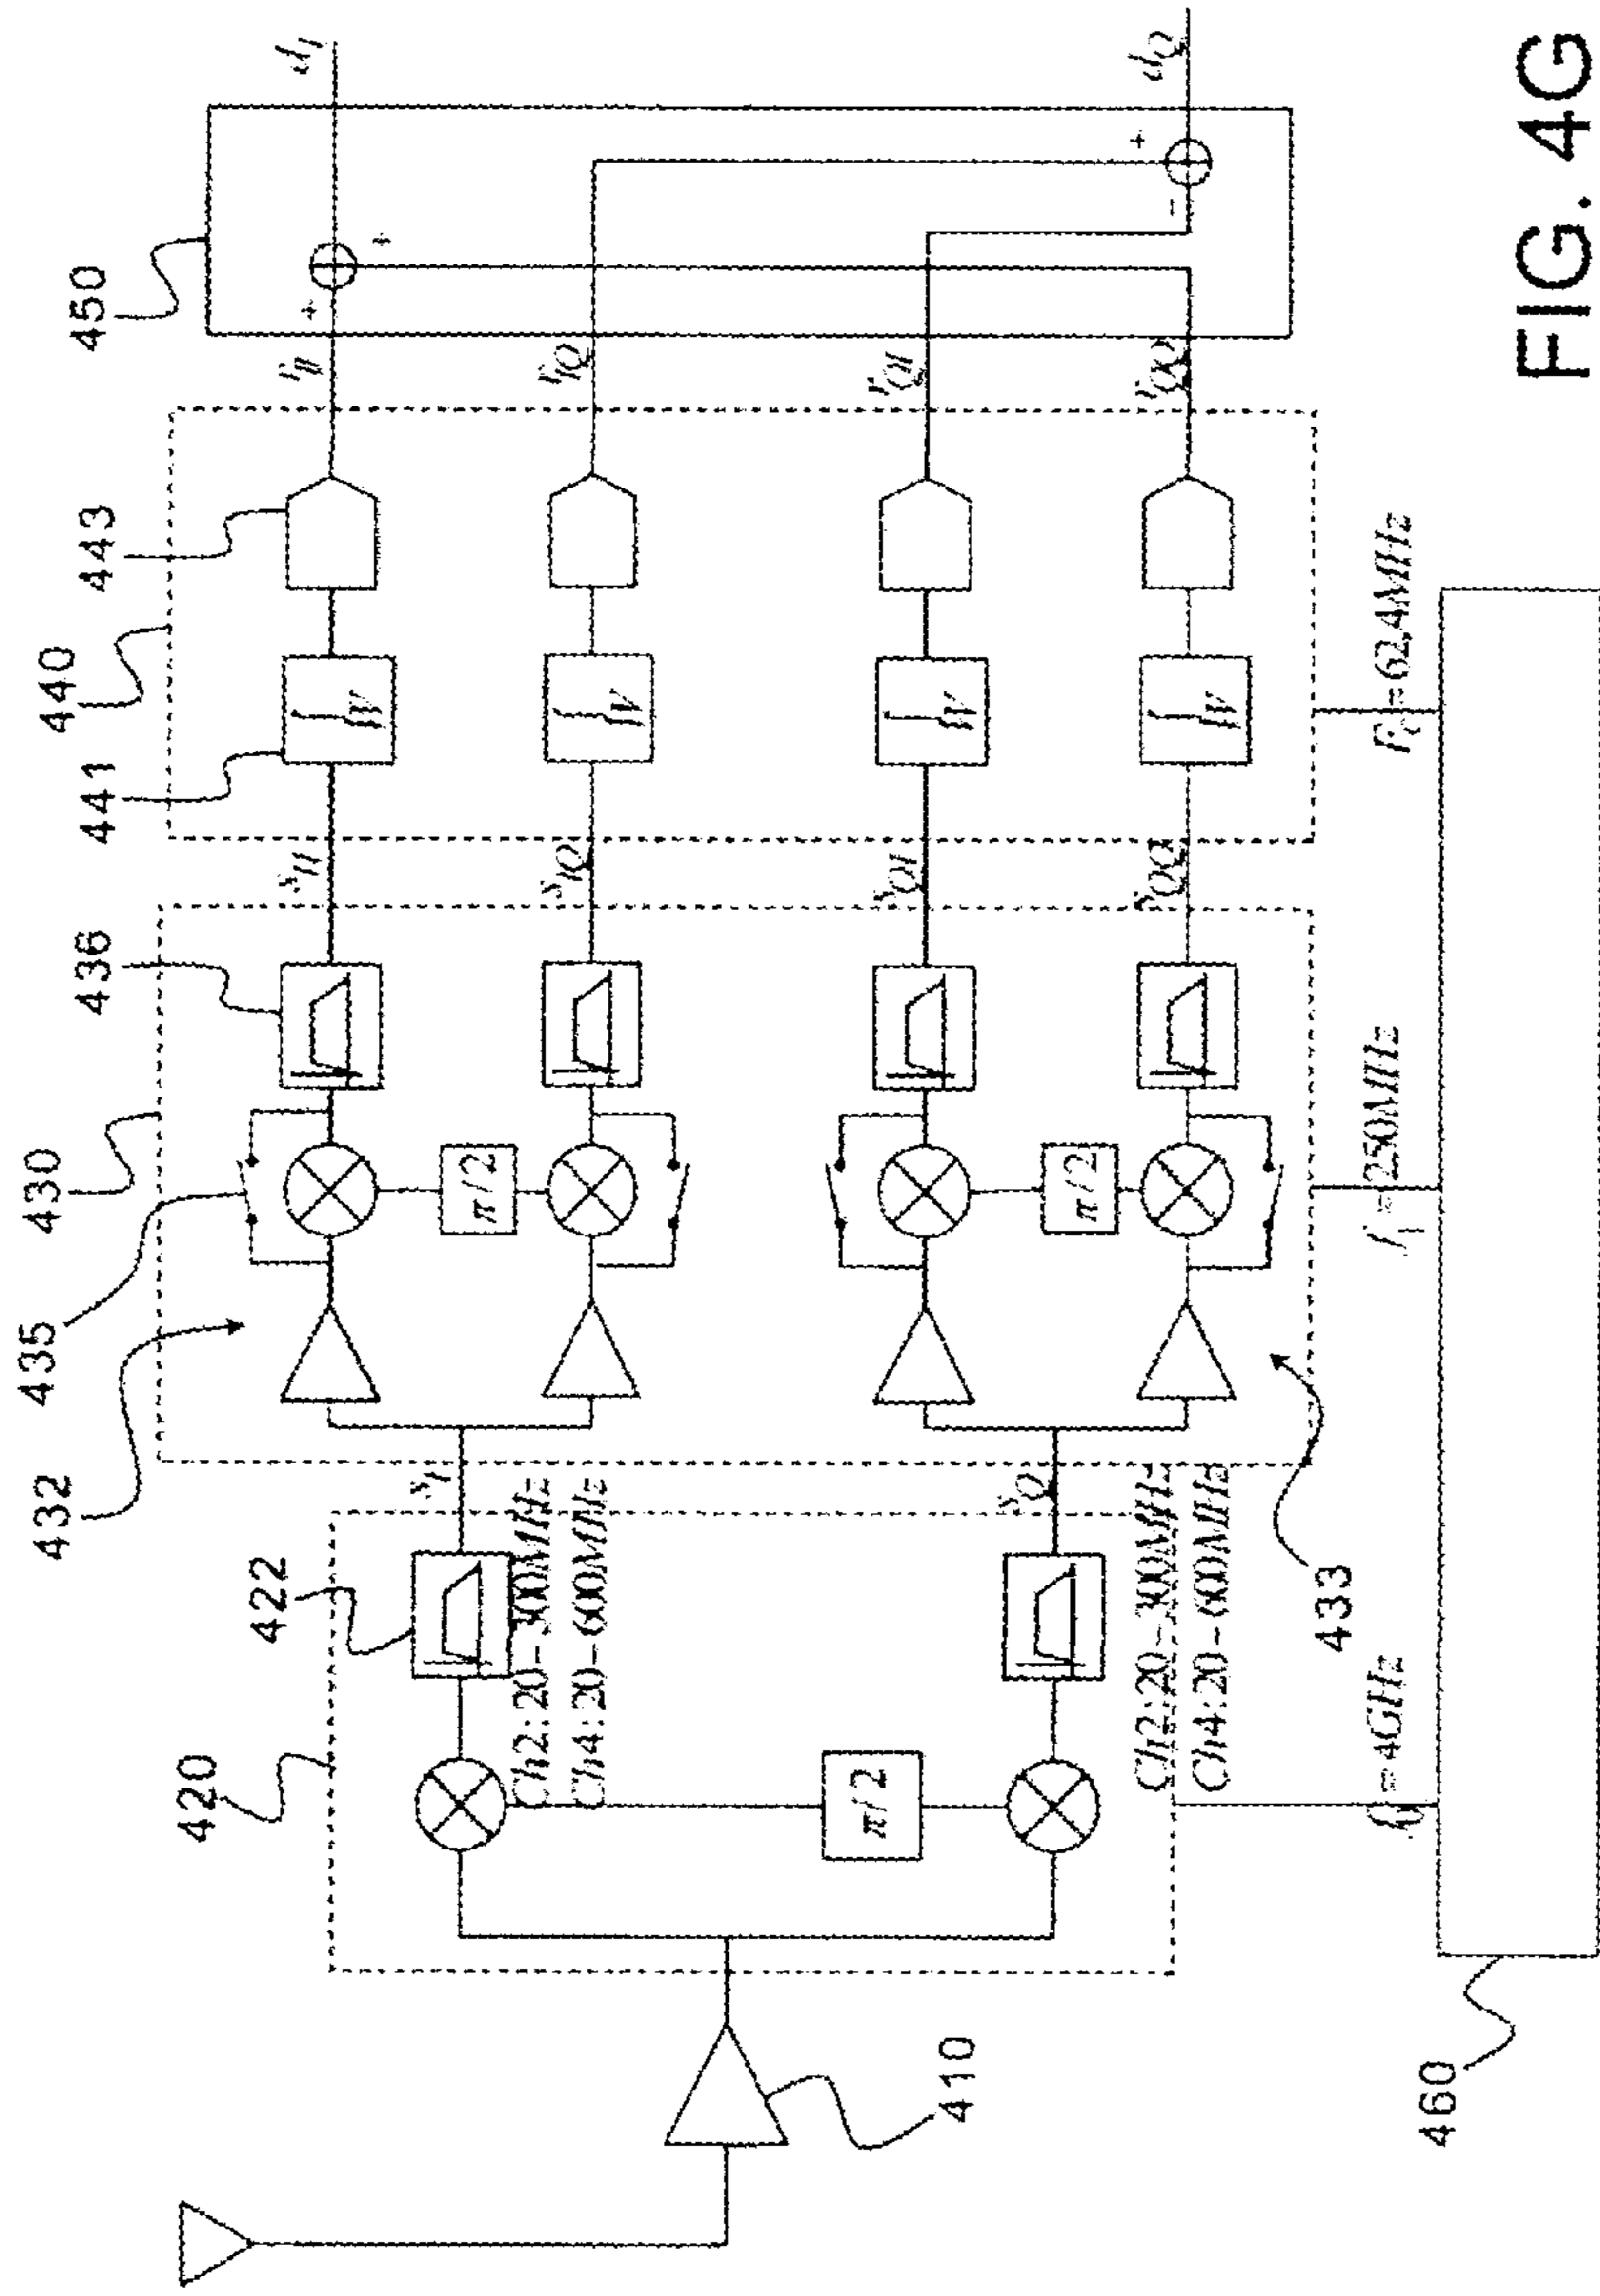 450
440
443
441
430
436
435
432
420
422
410
460
433
d_I
d_Q
+
+
+
-
r_II
r_IQ
r_QI
r_QQ
∫W
∫W
∫W
∫W
s_II
s_IQ
s_QI
s_QQ
π/2
π/2
s_I
s_Q
Ch2:20-300MHz
Ch4:20-600MHz
Ch2:20-300MHz
Ch4:20-600MHz
π/2
f_0=4GHz
f_1=250MHz
F_c=62.4MHz
FIG. 4G